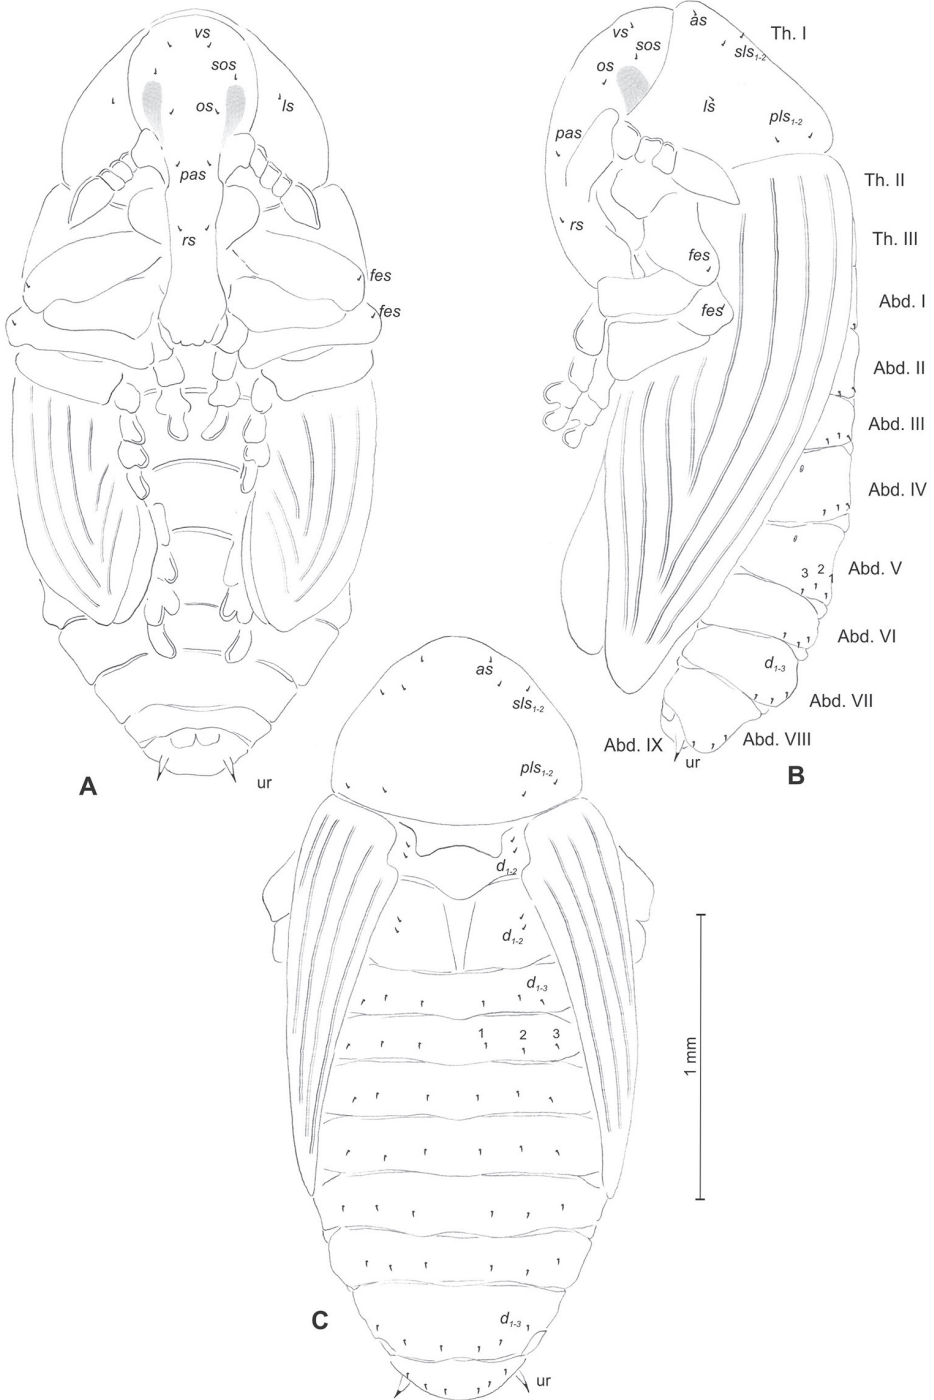 vs
sos
os
ls
pas
rs
fes
fes
ur
A
vs
as
Th. I
sos
sls1-2
os
ls
pls1-2
pas
Th. II
rs
Th. III
fes
Abd. I
fes
Abd. II
Abd. III
Abd. IV
3 2 1
Abd. V
Abd. VI
d1-3
Abd. VII
Abd. IX
ur
Abd. VIII
B
as
sls1-2
pls1-2
d1-2
d1-2
d1-3
1 2 3
1 mm
d1-3
C
ur